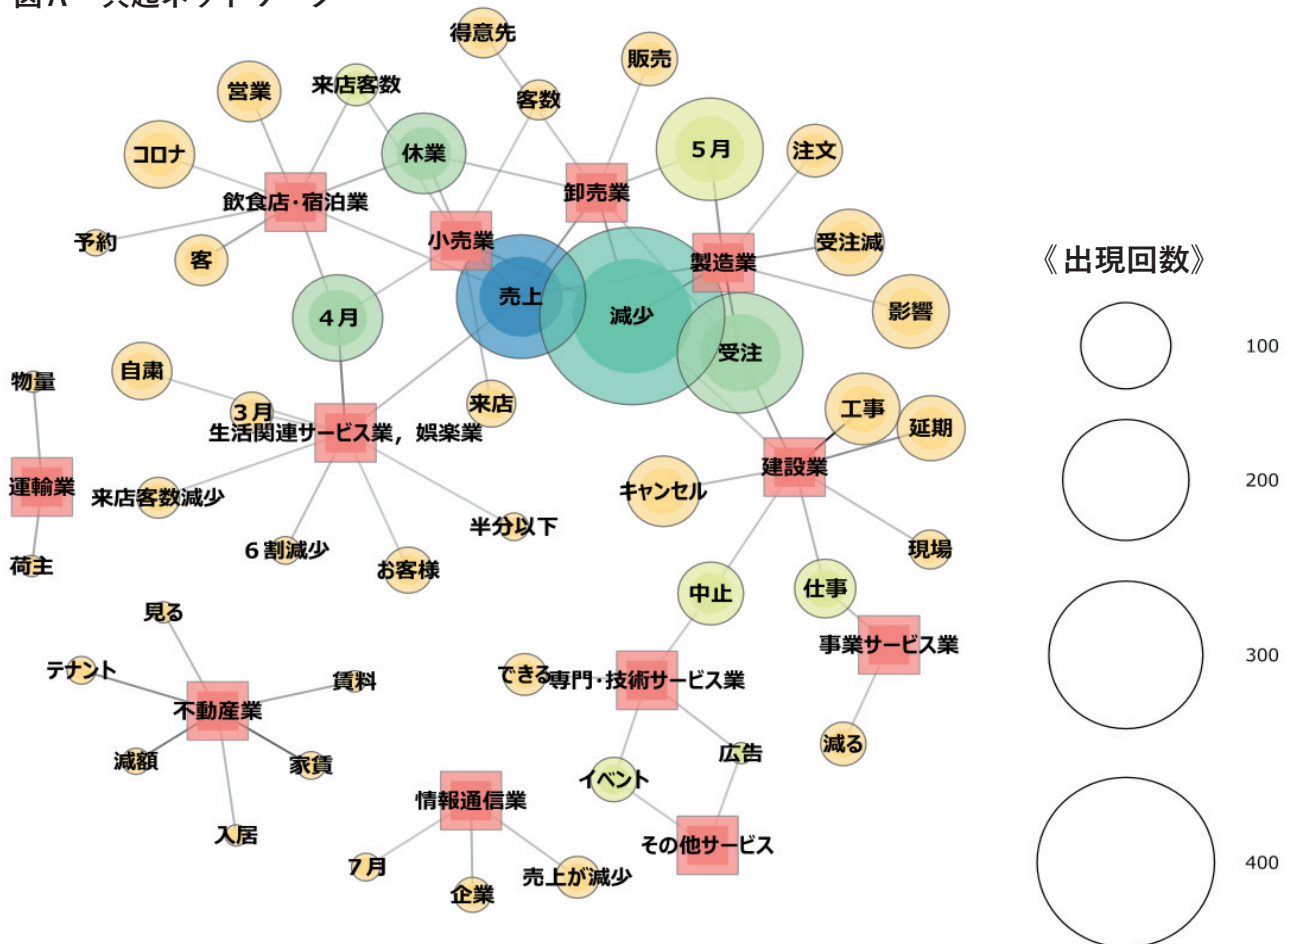 得意先
販売
営業
来店客数
客数
コロナ
休業
5月
注文
飲食店・宿泊業
卸売業
予約
客
小売業
製造業
受注減
《出現回数》
売上
減少
影響
4月
受注
100
自粛
物量
3月
来店
工事
延期
生活関連サービス業，娯楽業
建設業
200
運輸業
来店客数減少
キャンセル
半分以下
6割減少
お客様
現場
荷主
中止
仕事
見る
事業サービス業
300
テナント
賃料
できる
専門・技術サービス業
不動産業
減額
家賃
広告
減る
イベント
情報通信業
入居
その他サービス
7月
売上が減少
企業
400